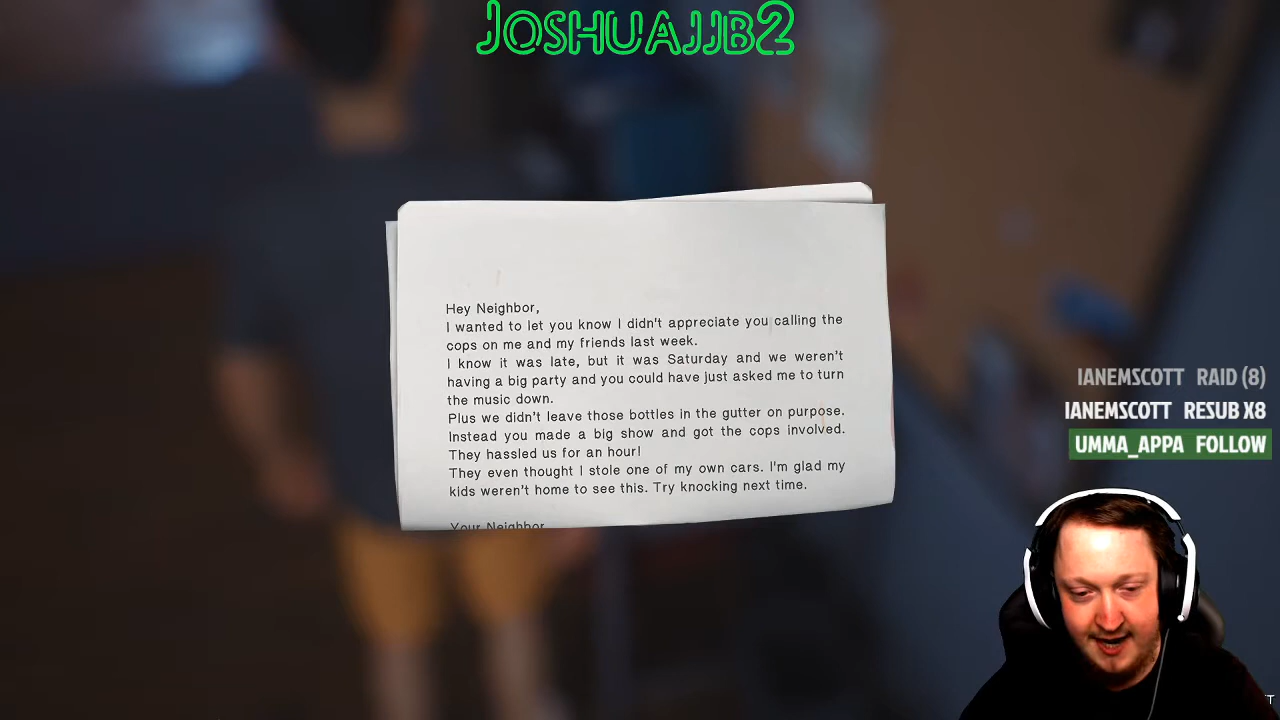 JOSHUAJJB2
Hey Neighbor,
I wanted to let you know I didn't appreciate you calling the
cops on me and my friends last week.
I know it was late, but it was Saturday and we weren't
having a big party and you could have just asked me to turn
the music down.
Plus we didn't leave those bottles in the gutter on purpose.
Instead you made a big show and got the cops involved.
They hassled us for an hour!
They even thought I stole one of my own cars. I'm glad my
kids weren't home to see this. Try knocking next time.
Your Neighbor
IANEMSCOTT RAID (8)
IANEMSCOTT RESUB X8
UMMA_APPA FOLLOW